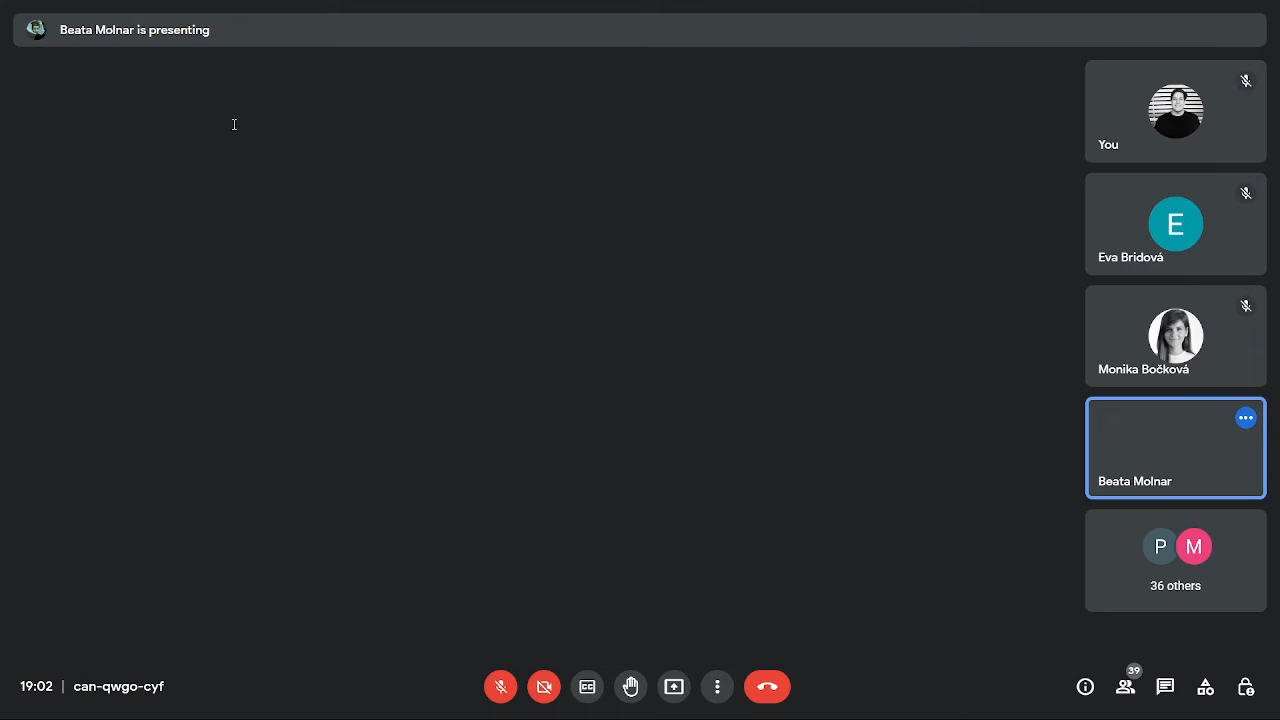 Beata Molnar is presenting
You
E
Eva Bridová
Monika Bočková
Beata Molnar
P M
36 others
19:02 | can-qwgo-cyf
CC
39